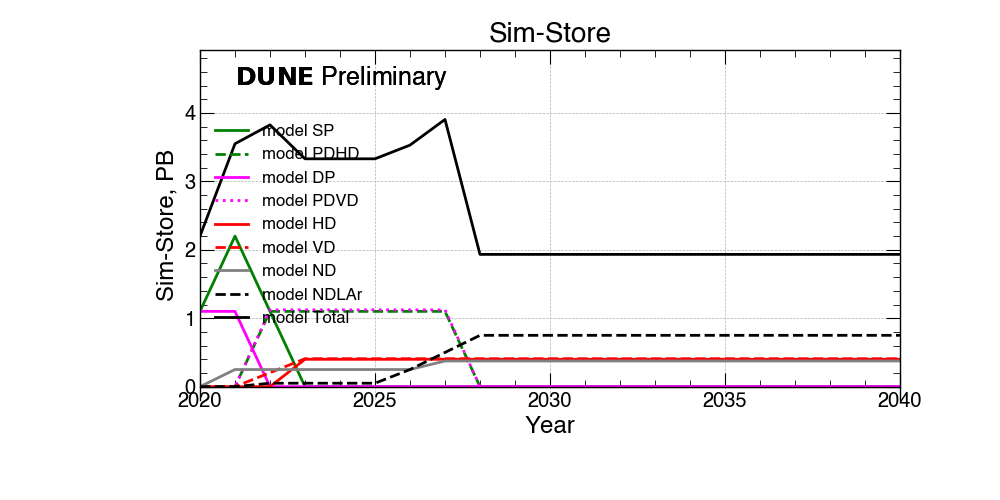 Sim-Store
DUNE Preliminary
4
3
2
1
0
Sim-Store, PB
model SP
model PDHD
model DP
model PDVD
model HD
model VD
model ND
model NDLAr
model Total
2020
2025
2030
2035
2040
Year